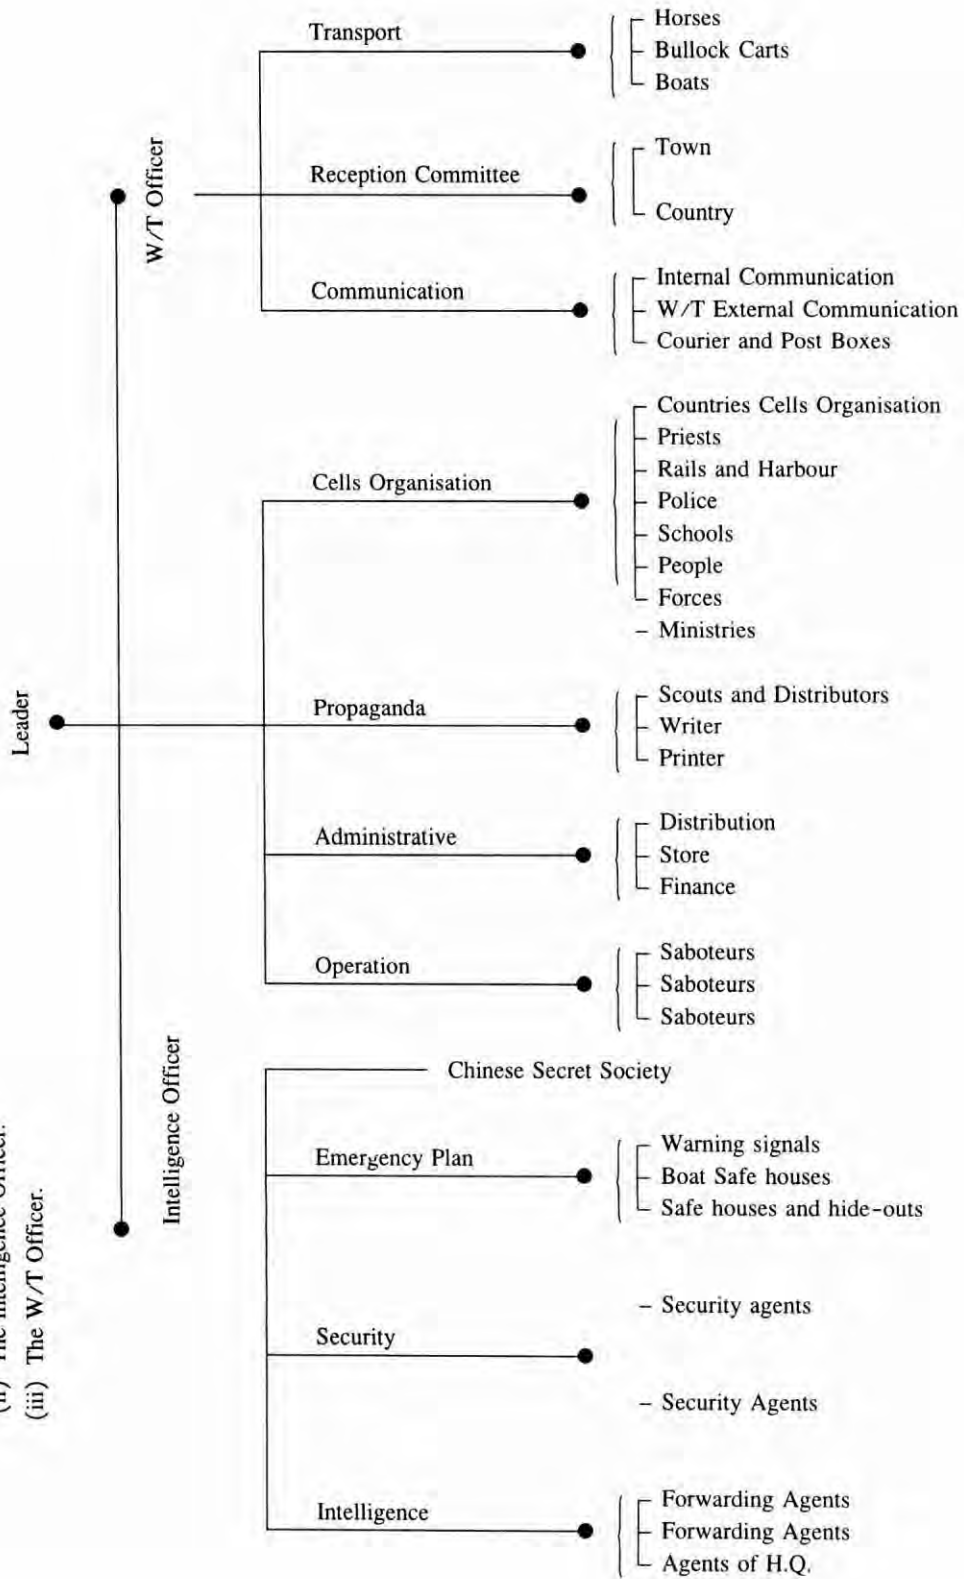 Transport
Horses
Bullock Carts
Boats
W/T Officer
Reception Committee
Town
Country
Communication
Internal Communication
W/T External Communication
Courier and Post Boxes
Leader
Cells Organisation
Countries Cells Organisation
Priests
Rails and Harbour
Police
Schools
People
Forces
- Ministries
Propaganda
Scouts and Distributors
Writer
Printer
Administrative
Distribution
Store
Finance
Operation
Saboteurs
Saboteurs
Saboteurs
Intelligence Officer
Chinese Secret Society
Emergency Plan
Warning signals
Boat Safe houses
Safe houses and hide-outs
Security
- Security agents
- Security Agents
Intelligence
Forwarding Agents
Forwarding Agents
Agents of H.Q.
(ii) The Intelligence Officer.
(iii) The W/T Officer.